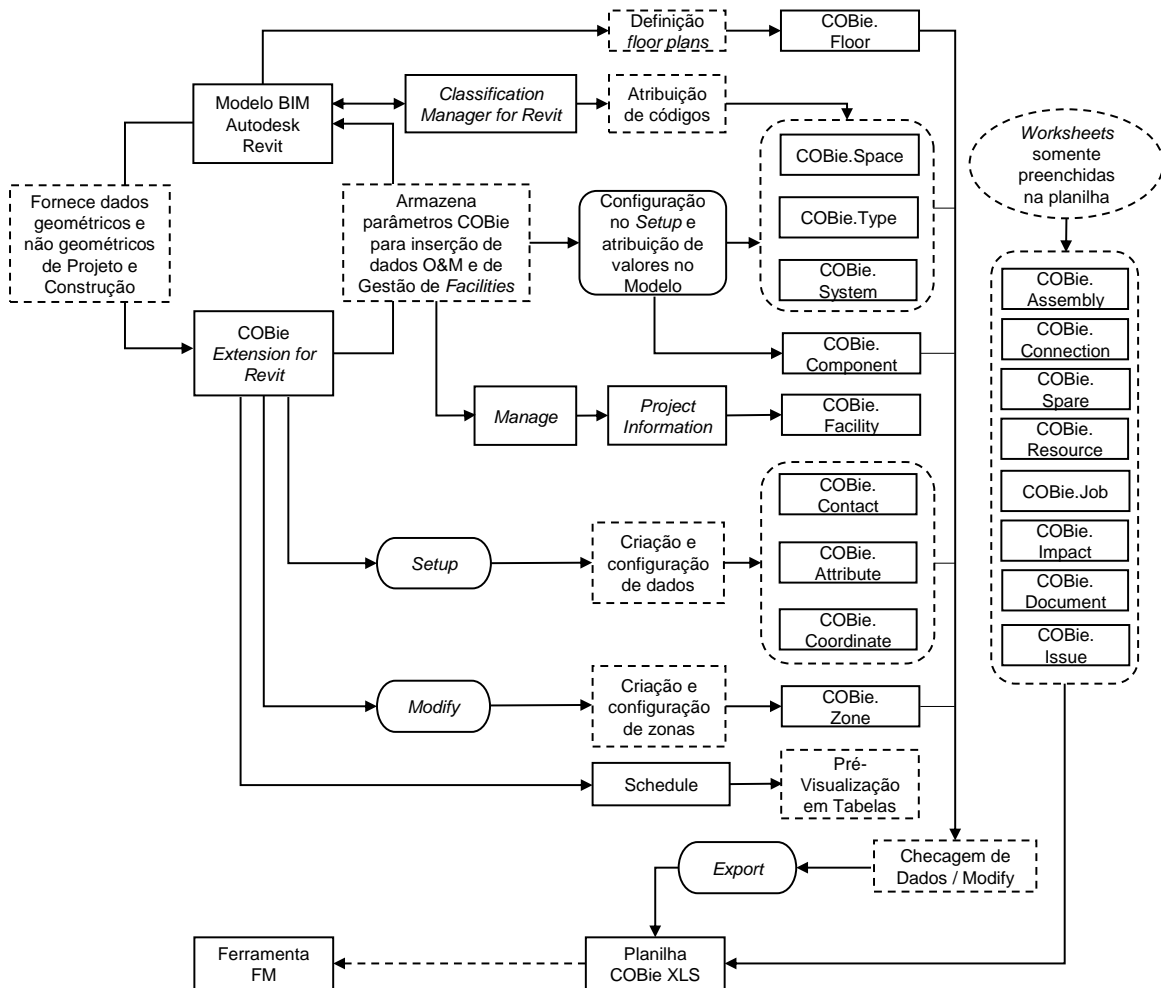 Definição
floor plans
COBie.
Floor
Modelo BIM
Autodesk
Revit
Classification
Manager for Revit
Atribuição
de códigos
COBie.Space
COBie.Type
COBie.
System
Worksheets
somente
preenchidas
na planilha
Fornece dados
geométricos e
não geométricos
de Projeto e
Construção
Armazena
parâmetros COBie
para inserção de
dados O&M e de
Gestão de Facilities
Configuração
no Setup e
atribuição de
valores no
Modelo
COBie
Extension for
Revit
COBie.
Component
Manage
Project
Information
COBie.
Facility
COBie.
Assembly
COBie.
Connection
COBie.
Spare
COBie.
Resource
COBie.Job
COBie.
Impact
COBie.
Document
COBie.
Issue
Setup
Criação e
configuração
de dados
COBie.
Contact
COBie.
Attribute
COBie.
Coordinate
Modify
Criação e
configuração
de zonas
COBie.
Zone
Schedule
Pré-
Visualização
em Tabelas
Export
Checagem de
Dados / Modify
Ferramenta
FM
Planilha
COBie XLS